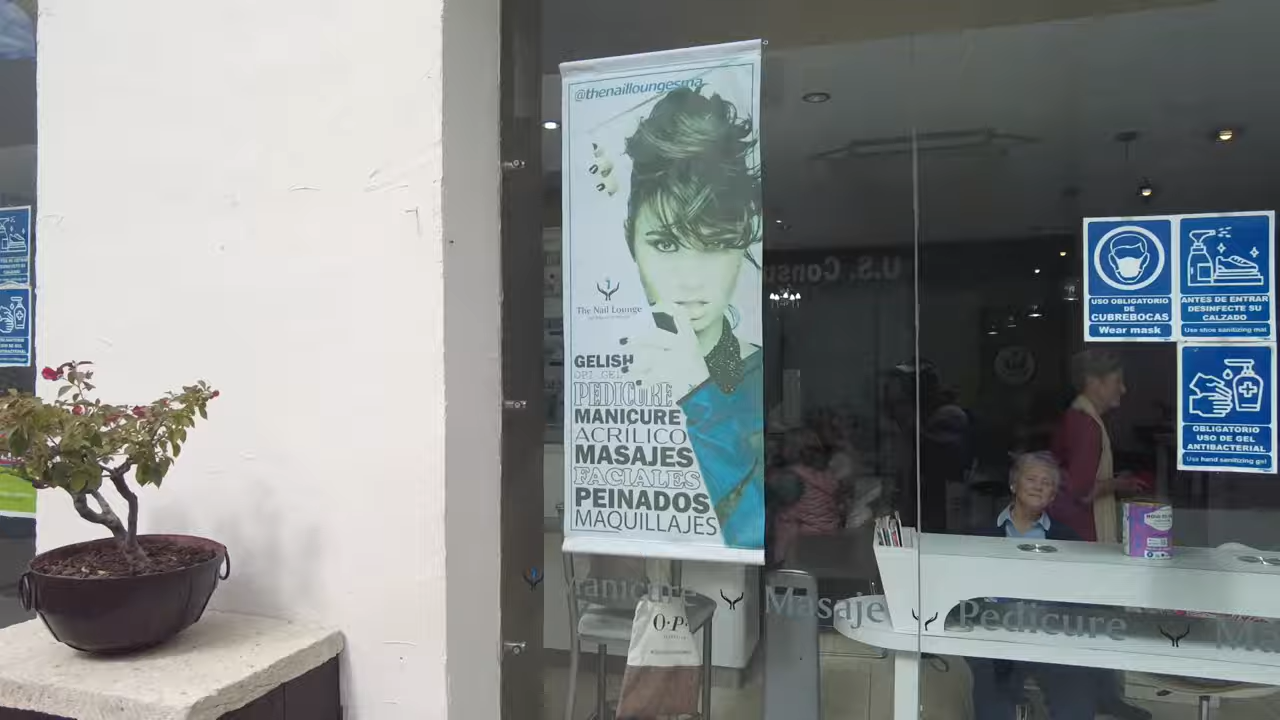 @thenailloungesma
The Nail Lounge
GELISH
OPI GEL
PEDICURE
MANICURE
ACRILICO
MASAJES
FACIALES
PEINADOS
MAQUILLAJES
U.S. Consu
USO OBLIGATORIO
DE
CUBREBOCAS
Wear mask
ANTES DE ENTRAR
DESINFECTE SU
CALZADO
Use shoe sanitizing mat
OBLIGATORIO
USO DE GEL
ANTIBACTERIAL
Use hand sanitizing gel
manicure
Masaje
Pedicure
Ma
O·P·I